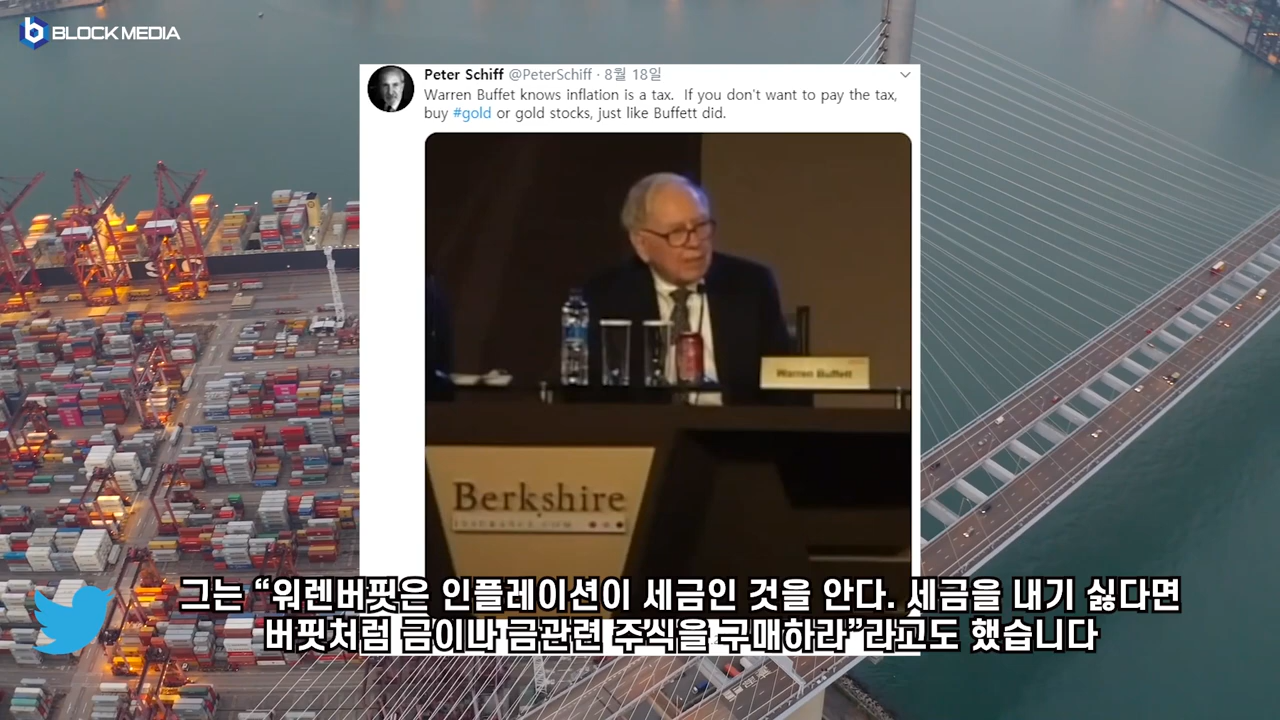 BLOCK MEDIA
Peter Schiff @PeterSchiff · 8월 18일
Warren Buffet knows inflation is a tax. If you don't want to pay the tax,
buy #gold or gold stocks, just like Buffett did.
Warren Buffett
Berkshire
그는 “워렌버핏은 인플레이션이 세금인 것을 안다. 세금을 내기 싫다면
버핏처럼 금이나 금관련 주식을 구매하라”라고도 했습니다